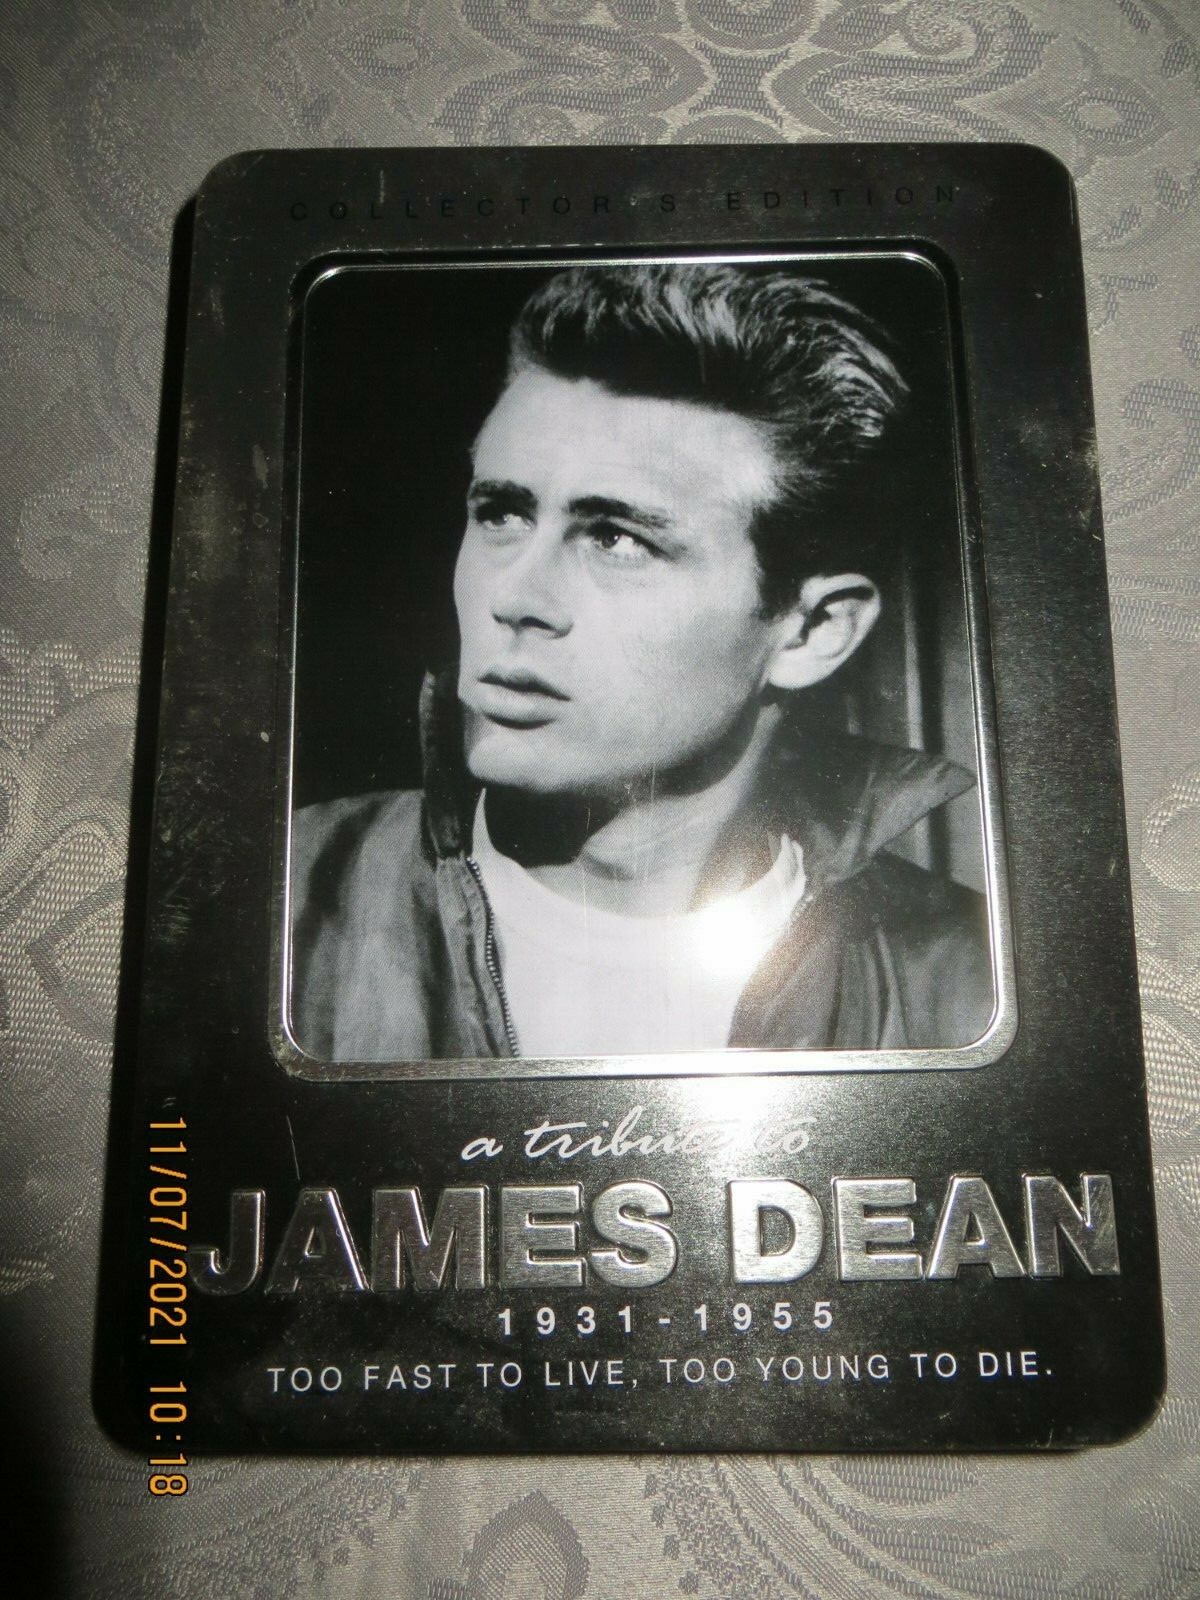 COLLECTOR'S EDITION
a tribute to
JAMES DEAN
1931-1955
TOO FAST TO LIVE, TOO YOUNG TO DIE.
11/07/2021 10:18